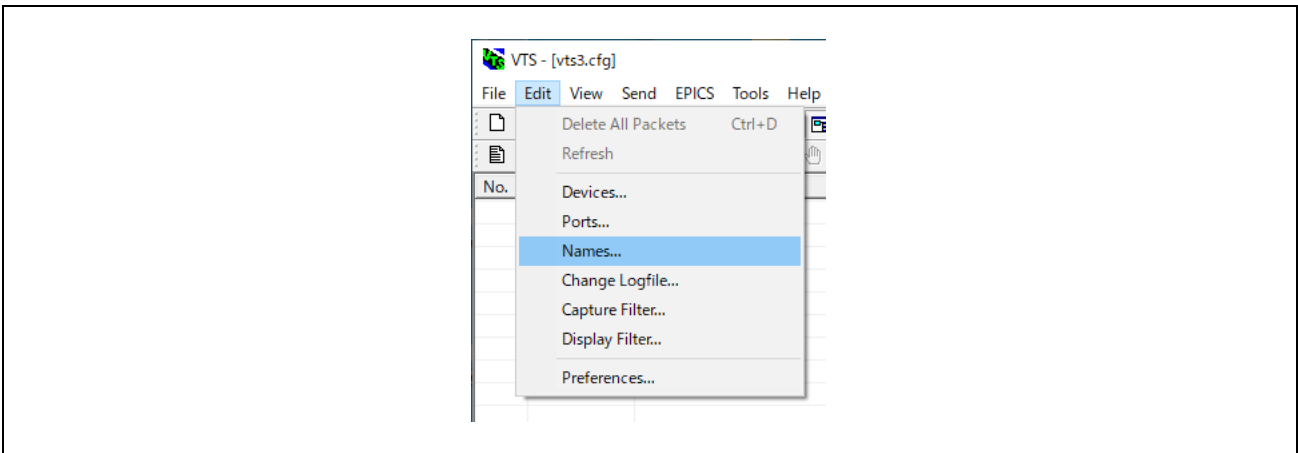 VTS - [vts3.cfg]
File Edit View Send EPICS Tools Help
Delete All Packets Ctrl+D
Refresh
No.
Devices...
Ports...
Names...
Change Logfile...
Capture Filter...
Display Filter...
Preferences...